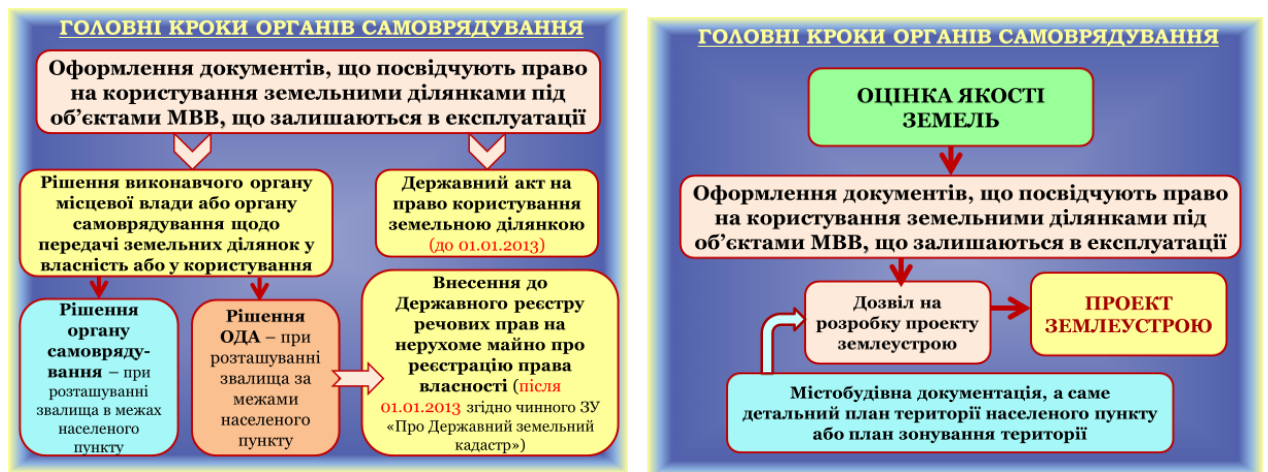 ГОЛОВНІ КРОКИ ОРГАНІВ САМОВРЯДУВАННЯ
Оформлення документів, що посвідчують право
на користування земельними ділянками під
об’єктами МВВ, що залишаються в експлуатації
Рішення виконавчого органу
місцевої влади або органу
самоврядування щодо
передачі земельних ділянок у
власність або у користування
Державний акт на
право користування
земельною ділянкою
(до 01.01.2013)
Рішення
органу
самовряду-
вання – при
розташуванні
звалища в межах
населеного
пункту
Рішення
ОДА – при
розташуванні
звалища за
межами
населеного
пункту
Внесення до
Державного реєстру
речових прав на
нерухоме майно про
реєстрацію права
власності (після
01.01.2013 згідно чинного ЗУ
«Про Державний земельний
кадастр»)
ГОЛОВНІ КРОКИ ОРГАНІВ САМОВРЯДУВАННЯ
ОЦІНКА ЯКОСТІ
ЗЕМЕЛЬ
Оформлення документів, що посвідчують право
на користування земельними ділянками під
об’єктами МВВ, що залишаються в експлуатації
Дозвіл на
розробку проекту
землеустрою
ПРОЕКТ
ЗЕМЛЕУСТРОЮ
Містобудівна документація, а саме
детальний план території населеного пункту
або план зонування території